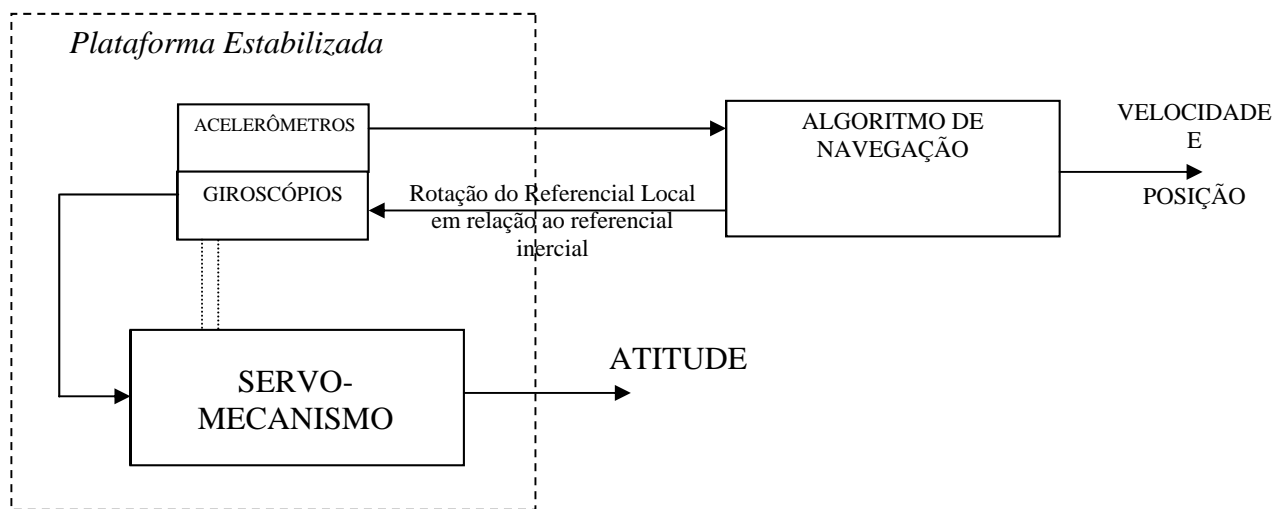 Plataforma Estabilizada
ACELERÔMETROS
GIROSCÓPIOS
Rotação do Referencial Local
em relação ao referencial
inercial
ALGORITMO DE
NAVEGAÇÃO
VELOCIDADE
E
POSIÇÃO
SERVO-
MECANISMO
ATITUDE